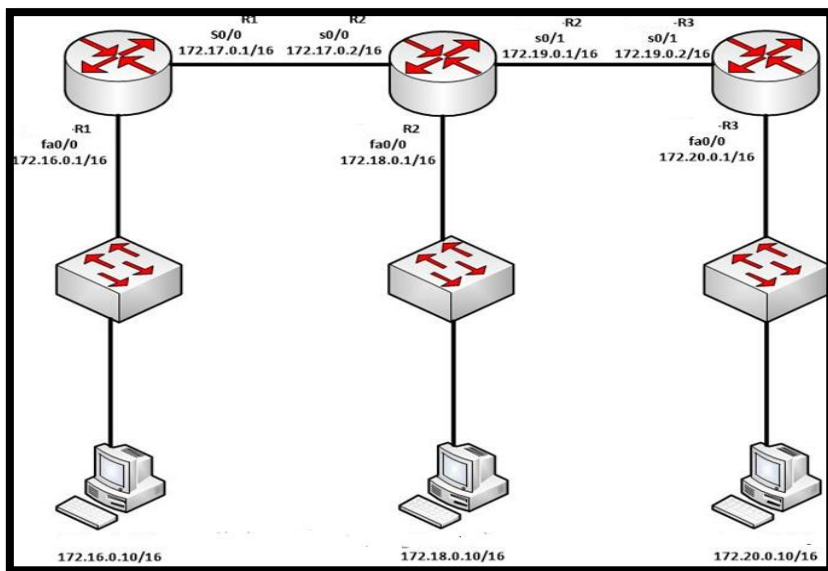 R1
s0/0
172.17.0.1/16
R2
s0/0
172.17.0.2/16
R2
s0/1
172.19.0.1/16
-R3
s0/1
172.19.0.2/16
-R1
fa0/0
172.16.0.1/16
R2
fa0/0
172.18.0.1/16
-R3
fa0/0
172.20.0.1/16
172.16.0.10/16
172.18.0.10/16
172.20.0.10/16